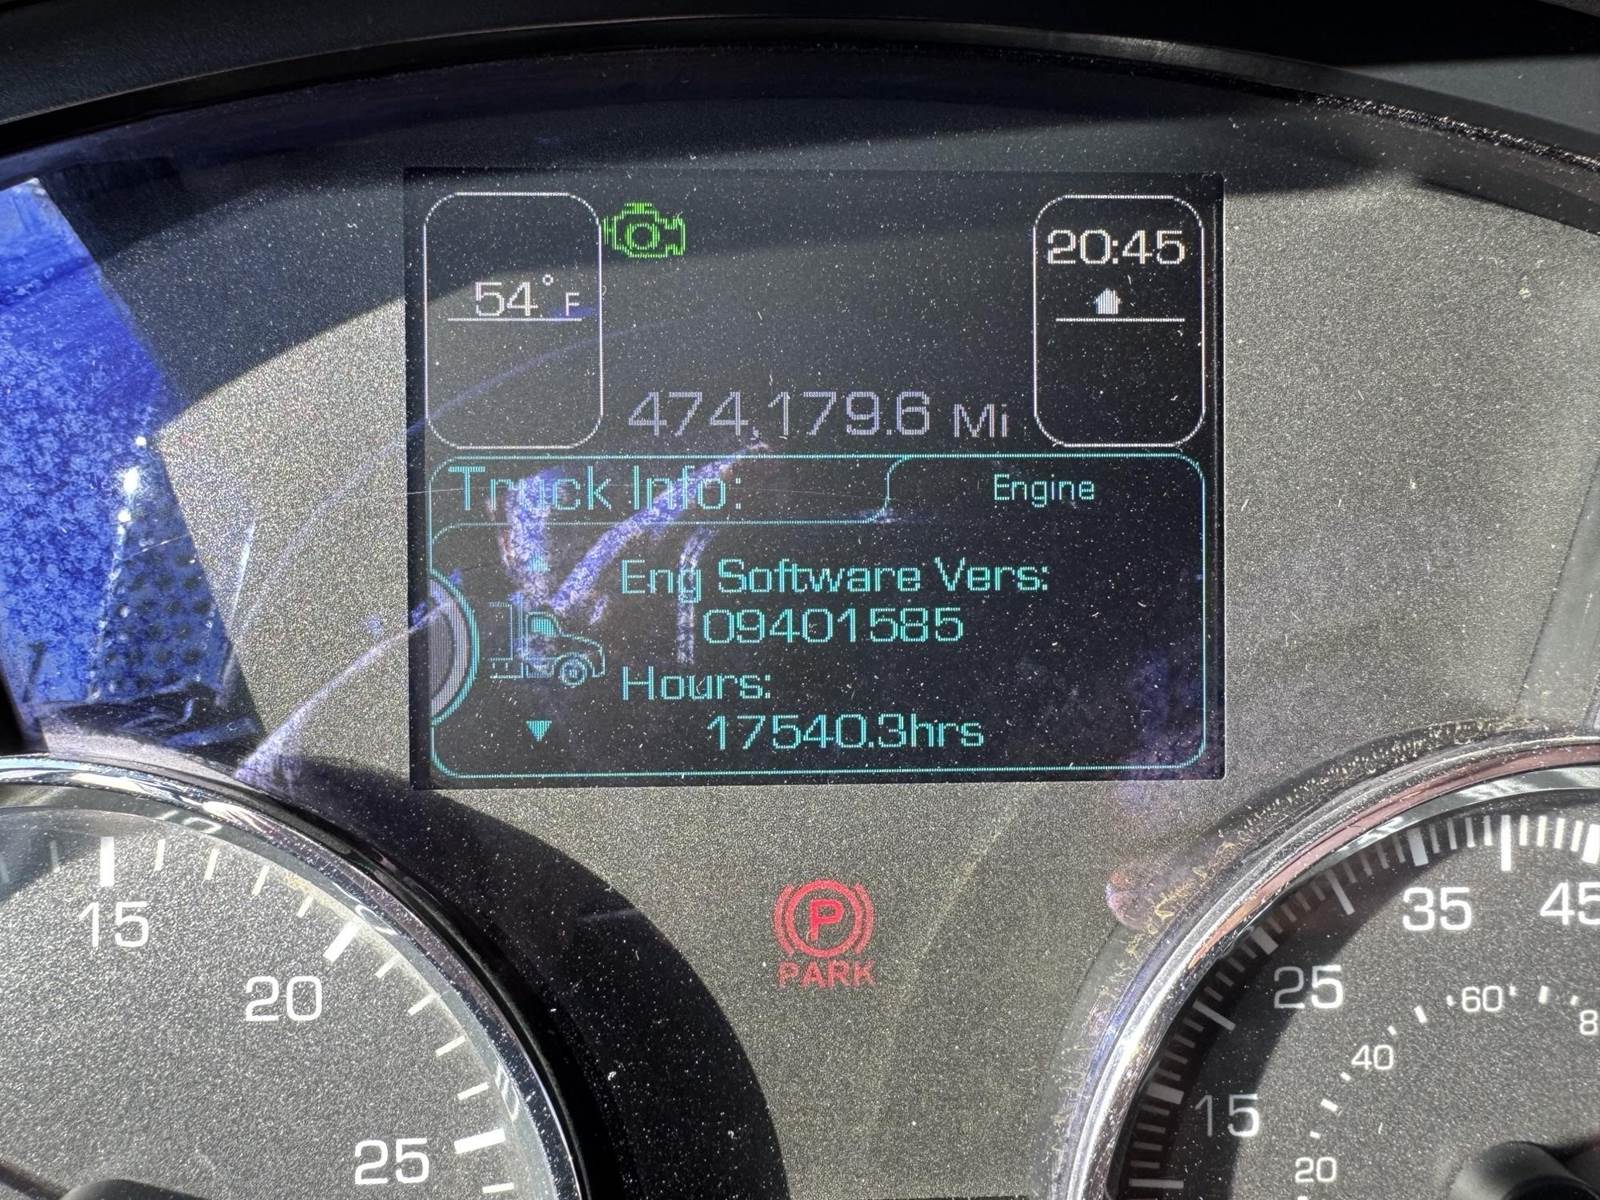 54° F
20:45
474,179.6 Mi
Truck Info:
Engine
Eng Software Vers:
09401585
Hours:
17540.3hrs
P
PARK
15
20
25
15
25
35
45
20
40
60